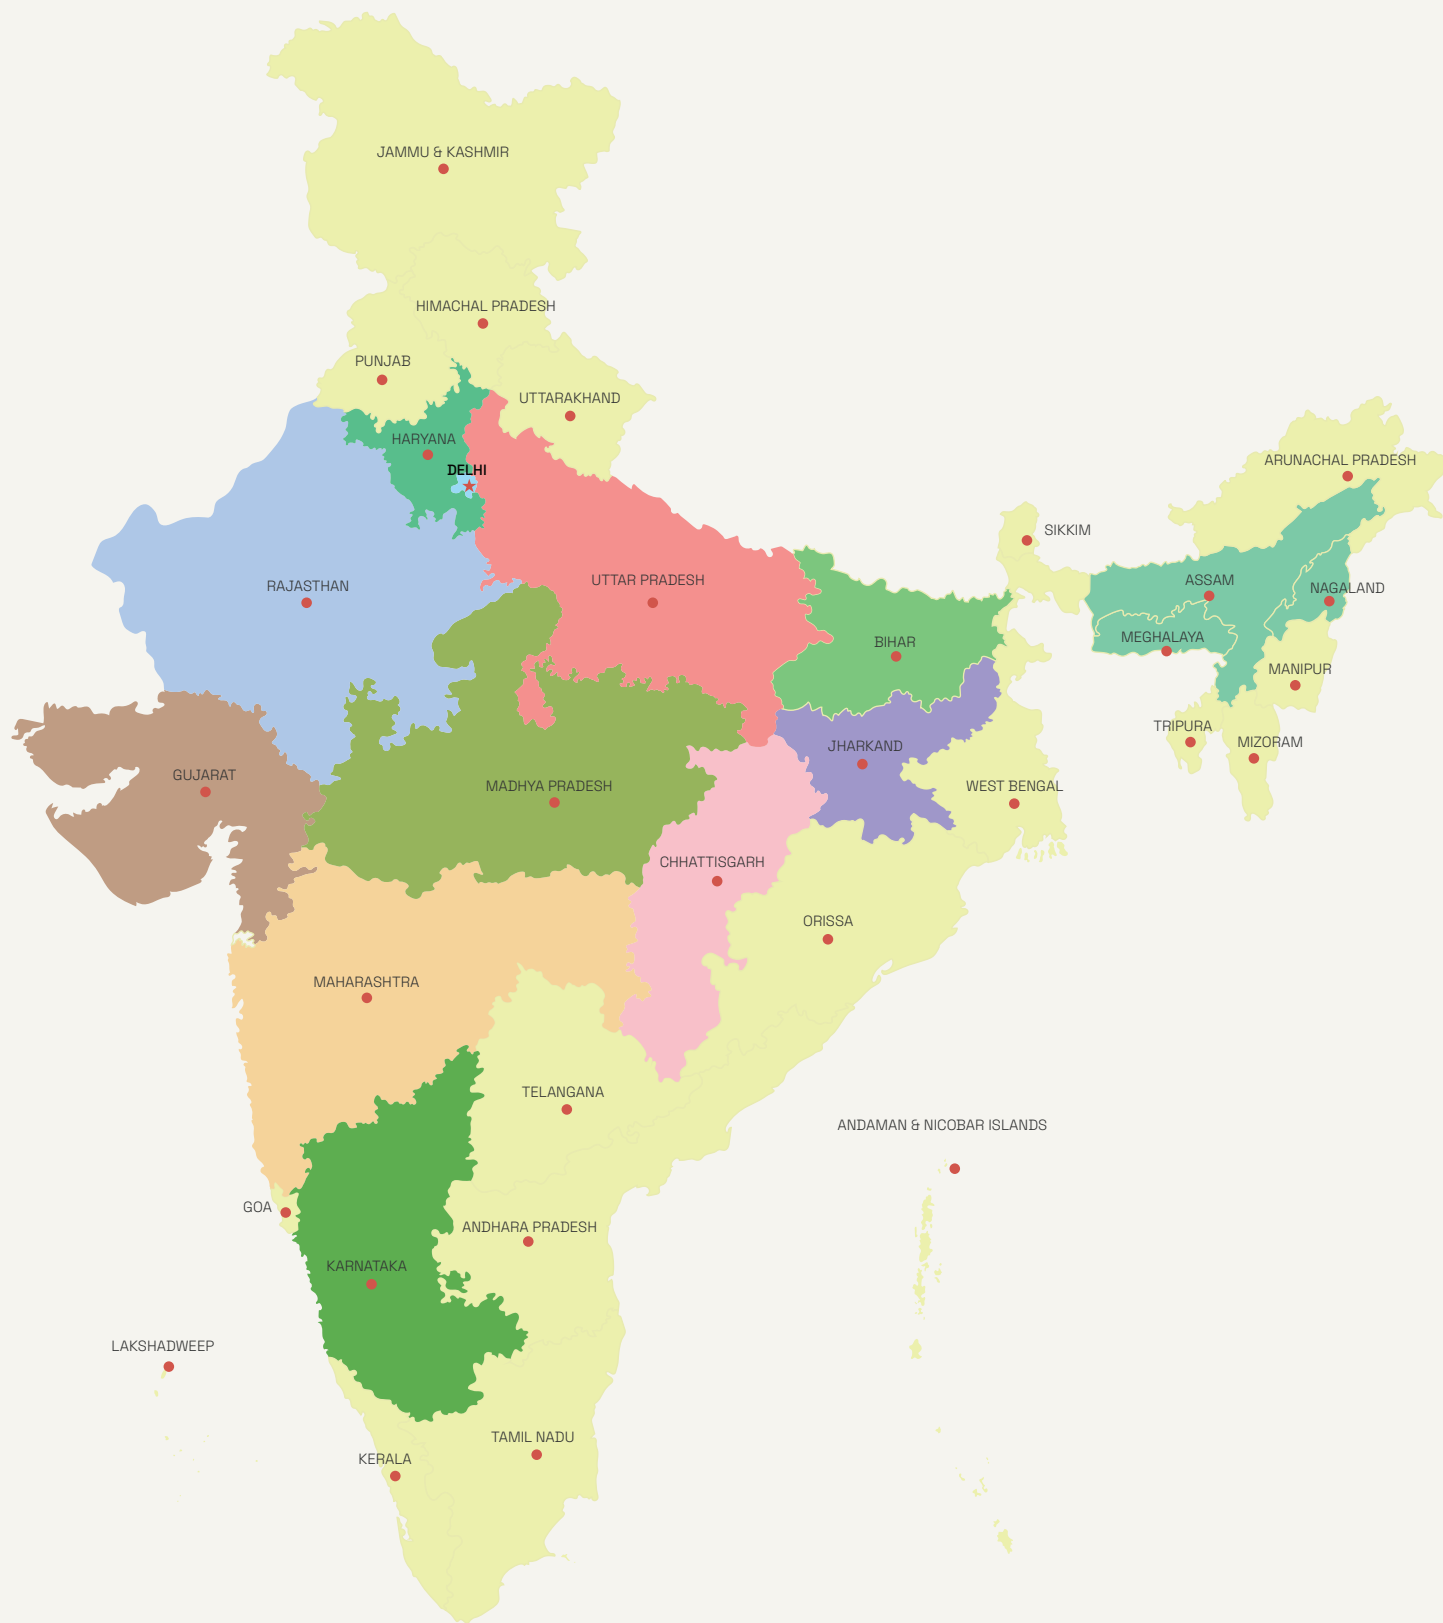 JAMMU & KASHMIR
HIMACHAL PRADESH
PUNJAB
UTTARAKHAND
HARYANA
DELHI
ARUNACHAL PRADESH
SIKKIM
RAJASTHAN
UTTAR PRADESH
ASSAM
NAGALAND
BIHAR
MEGHALAYA
MANIPUR
TRIPURA
MIZORAM
JHARKAND
GUJARAT
MADHYA PRADESH
WEST BENGAL
CHHATTISGARH
ORISSA
MAHARASHTRA
TELANGANA
ANDAMAN & NICOBAR ISLANDS
GOA
ANDHARA PRADESH
KARNATAKA
LAKSHADWEEP
TAMIL NADU
KERALA